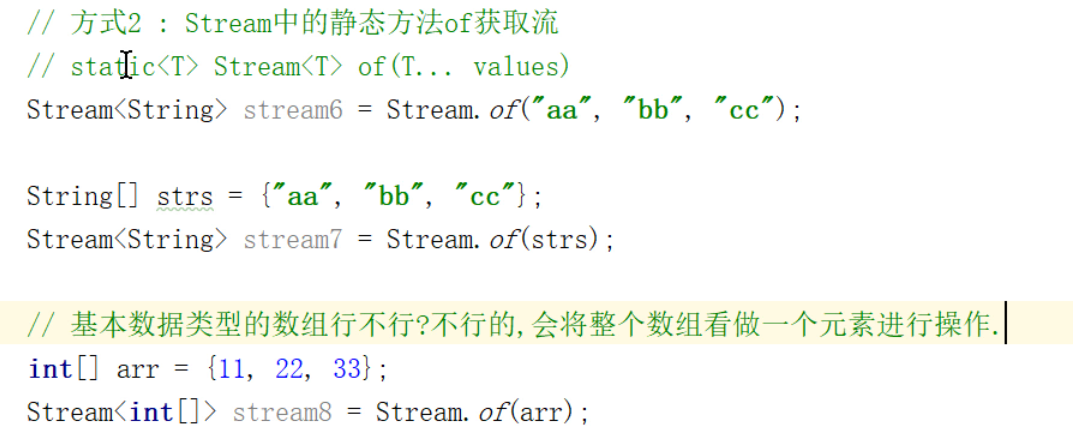 // 方式2 : Stream中的静态方法of获取流
// static<T> Stream<T> of(T... values)
Stream<String> stream6 = Stream.of("aa", "bb", "cc");
String[] strs = {"aa", "bb", "cc"};
Stream<String> stream7 = Stream.of(strs);
// 基本数据类型的数组行不行?不行的,会将整个数组看做一个元素进行操作.
int[] arr = {11, 22, 33};
Stream<int[]> stream8 = Stream.of(arr);